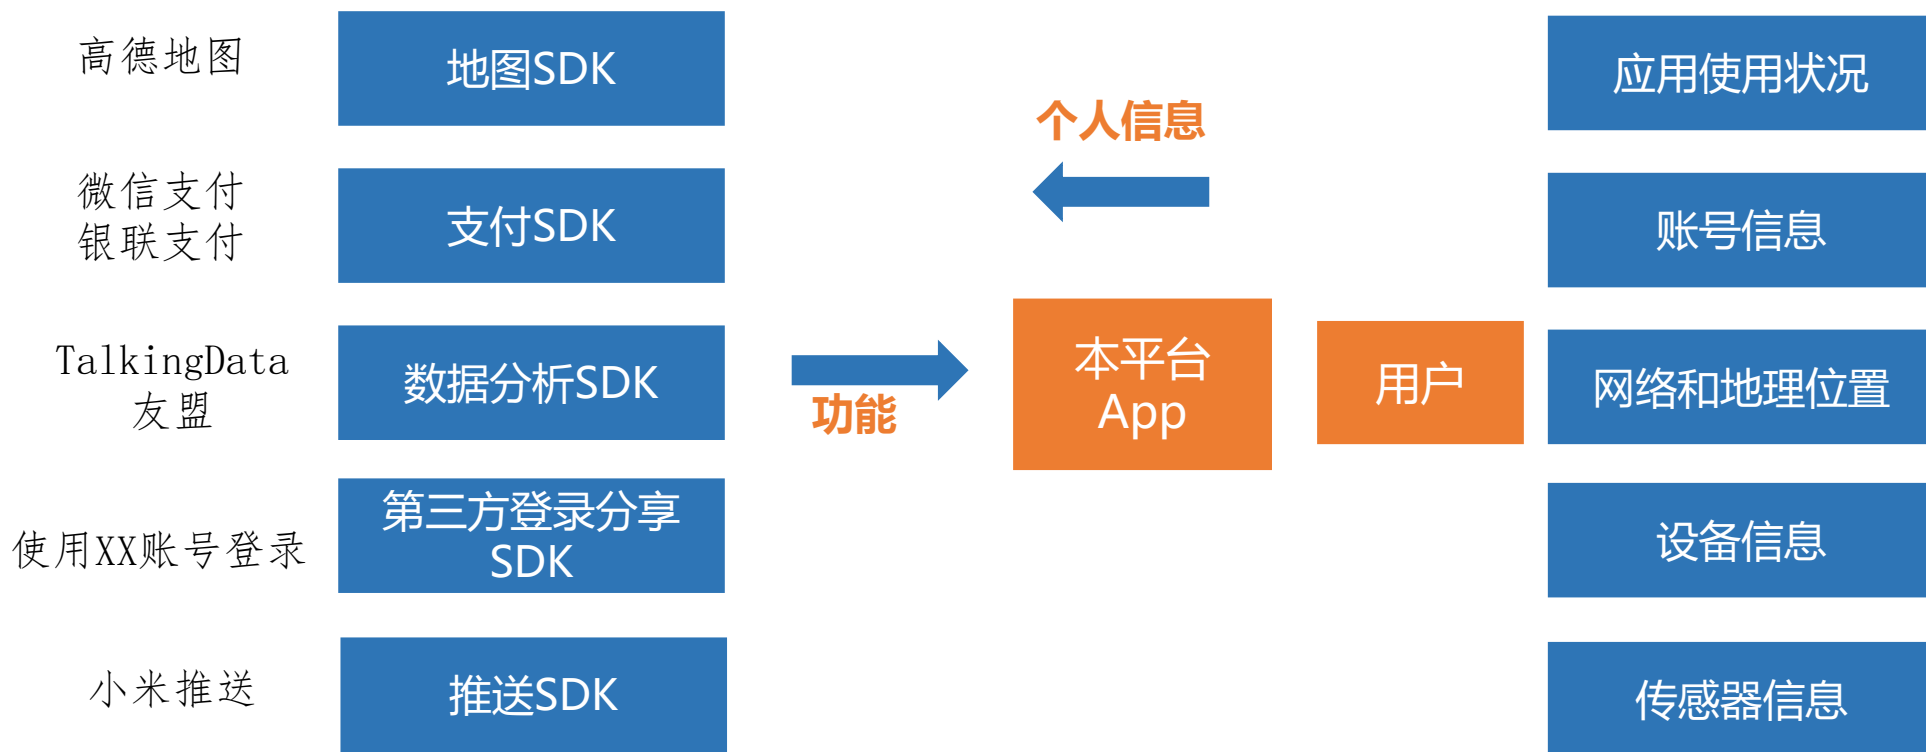 高德地图
地图SDK
应用使用状况
个人信息
微信支付
银联支付
支付SDK
账号信息
TalkingData
友盟
数据分析SDK
功能
本平台
App
用户
网络和地理位置
使用XX账号登录
第三方登录分享
SDK
设备信息
小米推送
推送SDK
传感器信息